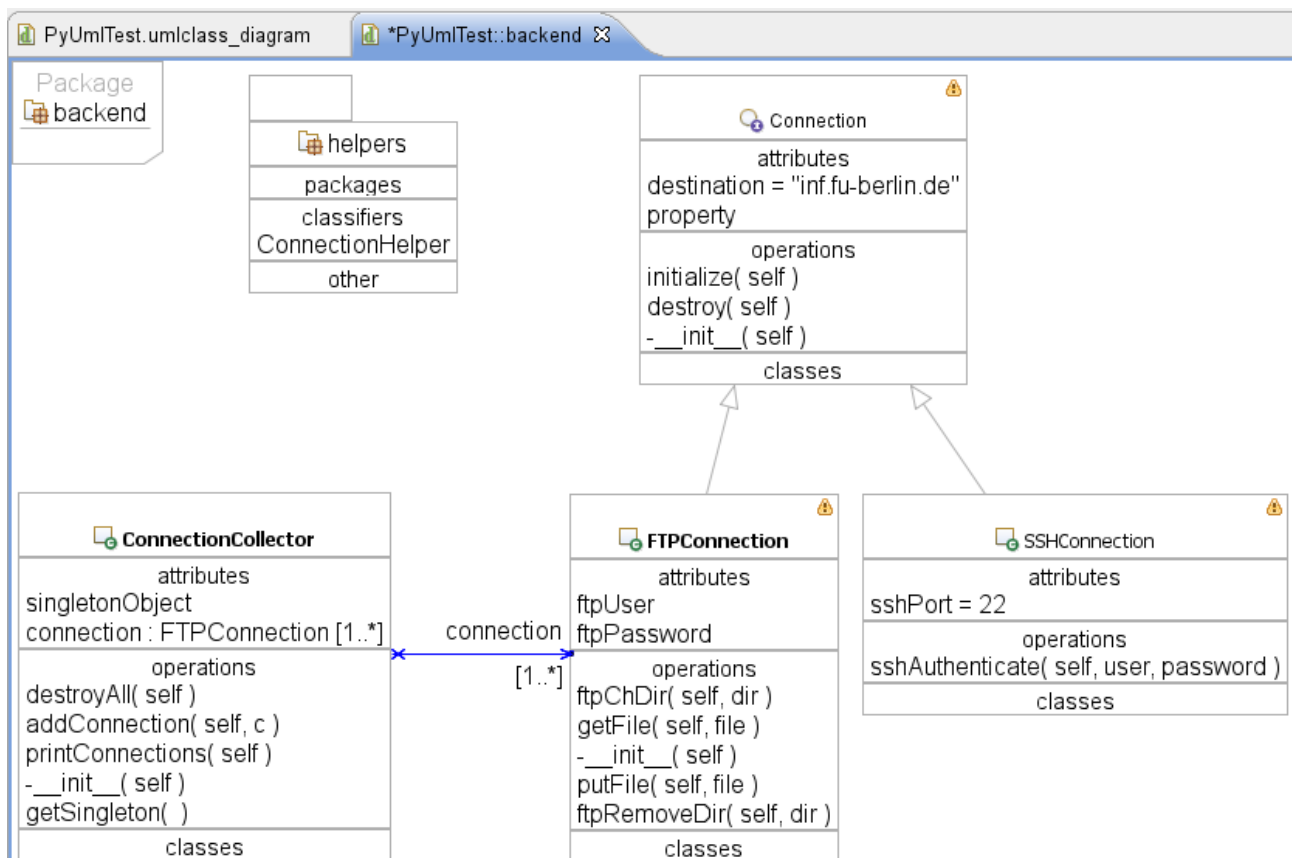 PyUmlTest.umlclass_diagram
*PyUmlTest::backend
Package
backend
helpers
packages
classifiers
ConnectionHelper
other
Connection
attributes
destination = "inf.fu-berlin.de"
property
operations
initialize( self )
destroy( self )
-__init__( self )
classes
ConnectionCollector
attributes
singletonObject
connection : FTPConnection [1..*]
operations
destroyAll( self )
addConnection( self, c )
printConnections( self )
-__init__( self )
getSingleton(  )
classes
connection
[1..*]
FTPConnection
attributes
ftpUser
ftpPassword
operations
ftpChDir( self, dir )
getFile( self, file )
-__init__( self )
putFile( self, file )
ftpRemoveDir( self, dir )
classes
SSHConnection
attributes
sshPort = 22
operations
sshAuthenticate( self, user, password )
classes